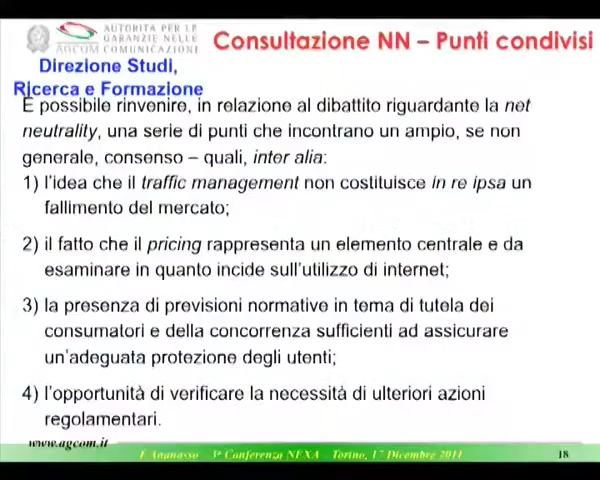 AUTORITÀ PER LE
GARANZIE NELLE
AGCOM COMUNICAZIONI
Consultazione NN – Punti condivisi
Direzione Studi,
Ricerca e Formazione
È possibile rinvenire, in relazione al dibattito riguardante la net
neutrality, una serie di punti che incontrano un ampio, se non
generale, consenso – quali, inter alia:
1) l’idea che il traffic management non costituisce in re ipsa un
fallimento del mercato;
2) il fatto che il pricing rappresenta un elemento centrale e da
esaminare in quanto incide sull’utilizzo di internet;
3) la presenza di previsioni normative in tema di tutela dei
consumatori e della concorrenza sufficienti ad assicurare
un’adeguata protezione degli utenti;
4) l’opportunità di verificare la necessità di ulteriori azioni
regolamentari.
www.agcom.it
F. Ananasso – 3ª Conferenza NEXA – Torino, 17 Dicembre 2011
18